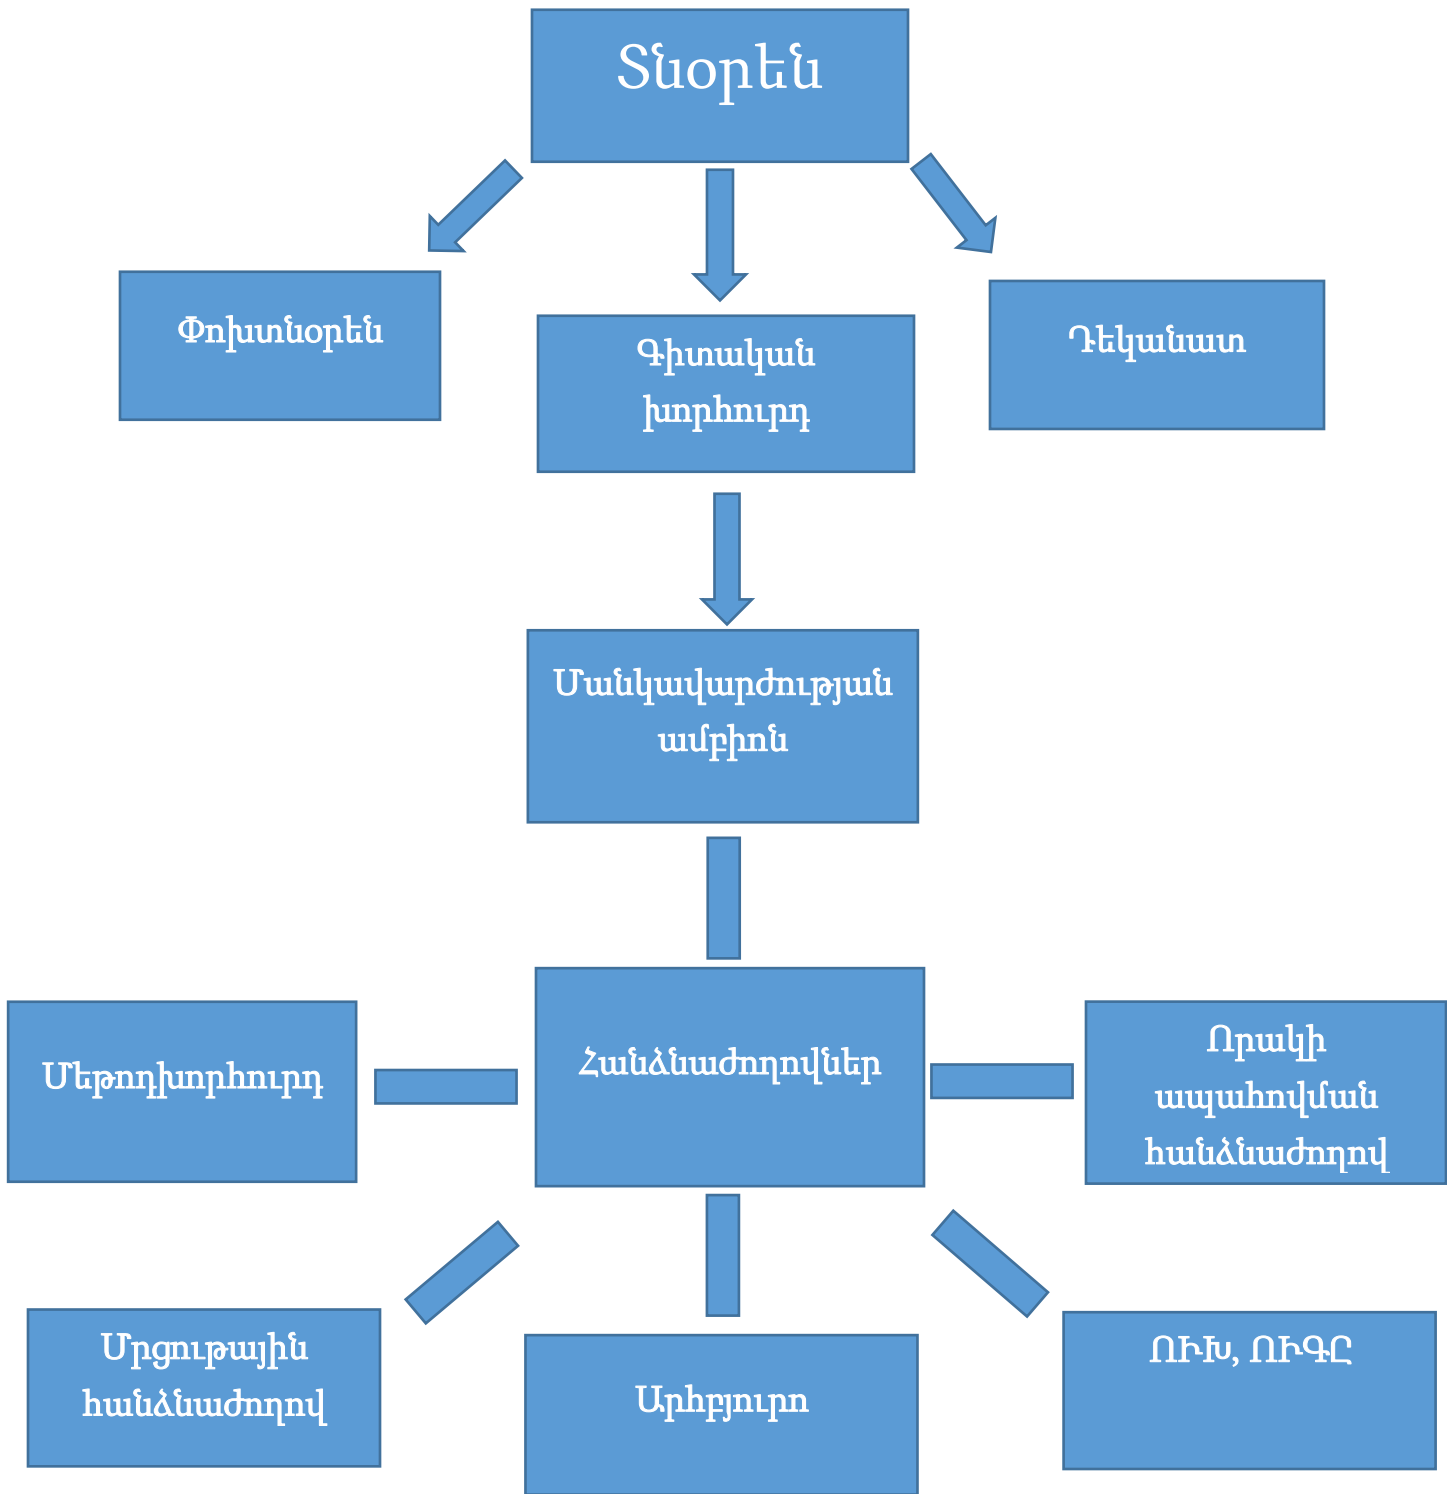 Տնօրեն
Փոխտնօրեն
Գիտական
խորհուրդ
Դեկանատ
Մանկավարժության
ամբիոն
Մեթոդխորհուրդ
Հանձնաժողովներ
Որակի
ապահովման
հանձնաժողով
Մրցութային
հանձնաժողով
Արհբյուրո
ՈՒԽ, ՈՒԳԸ